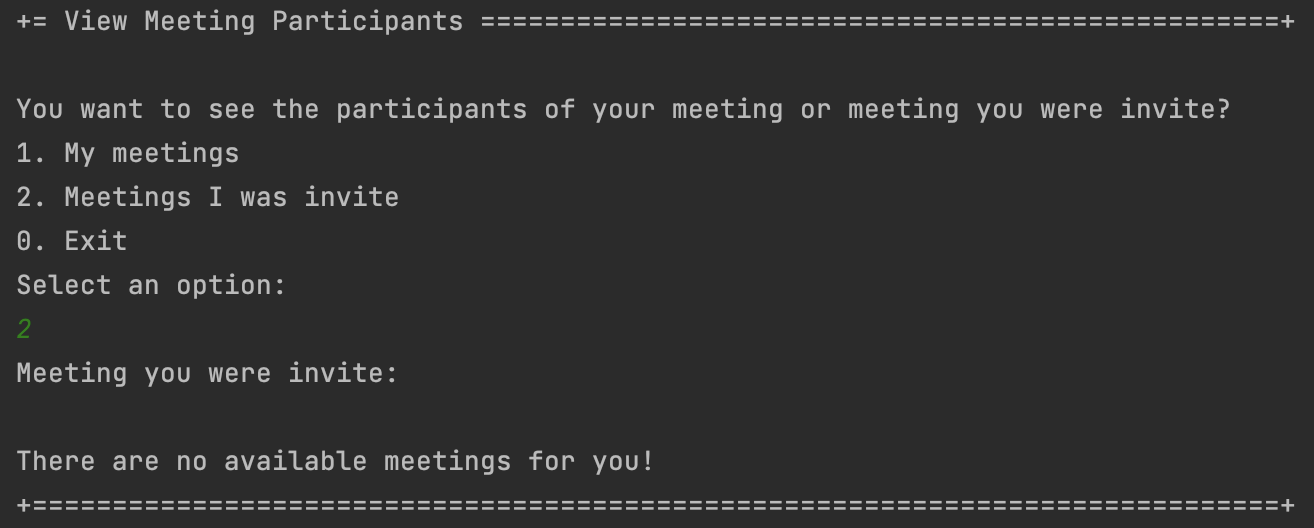 += View Meeting Participants ==================================================+
You want to see the participants of your meeting or meeting you were invite?
1. My meetings
2. Meetings I was invite
0. Exit
Select an option:
2
Meeting you were invite:
There are no available meetings for you!
+==============================================================================+